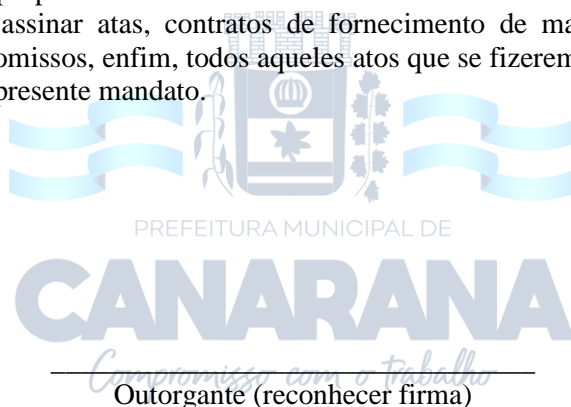 assinar atas, contratos de fornecimento de
omissos, enfim, todos aqueles atos que se fizerem
presente mandato.
PREFEITURA MUNICIPAL DE
CANARANA
Compromisso com o trabalho
Outorgante (reconhecer firma)